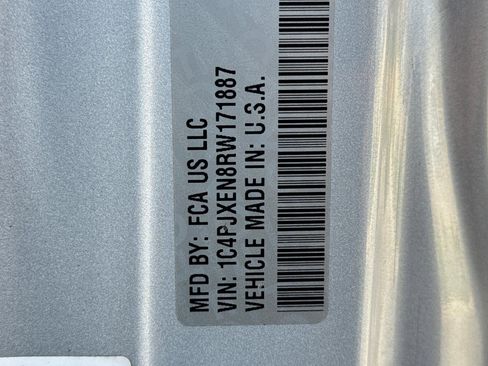 MFD BY: FCA US LLC
VIN: 1C4PJXEN8RW171887
VEHICLE MADE IN: U.S.A.